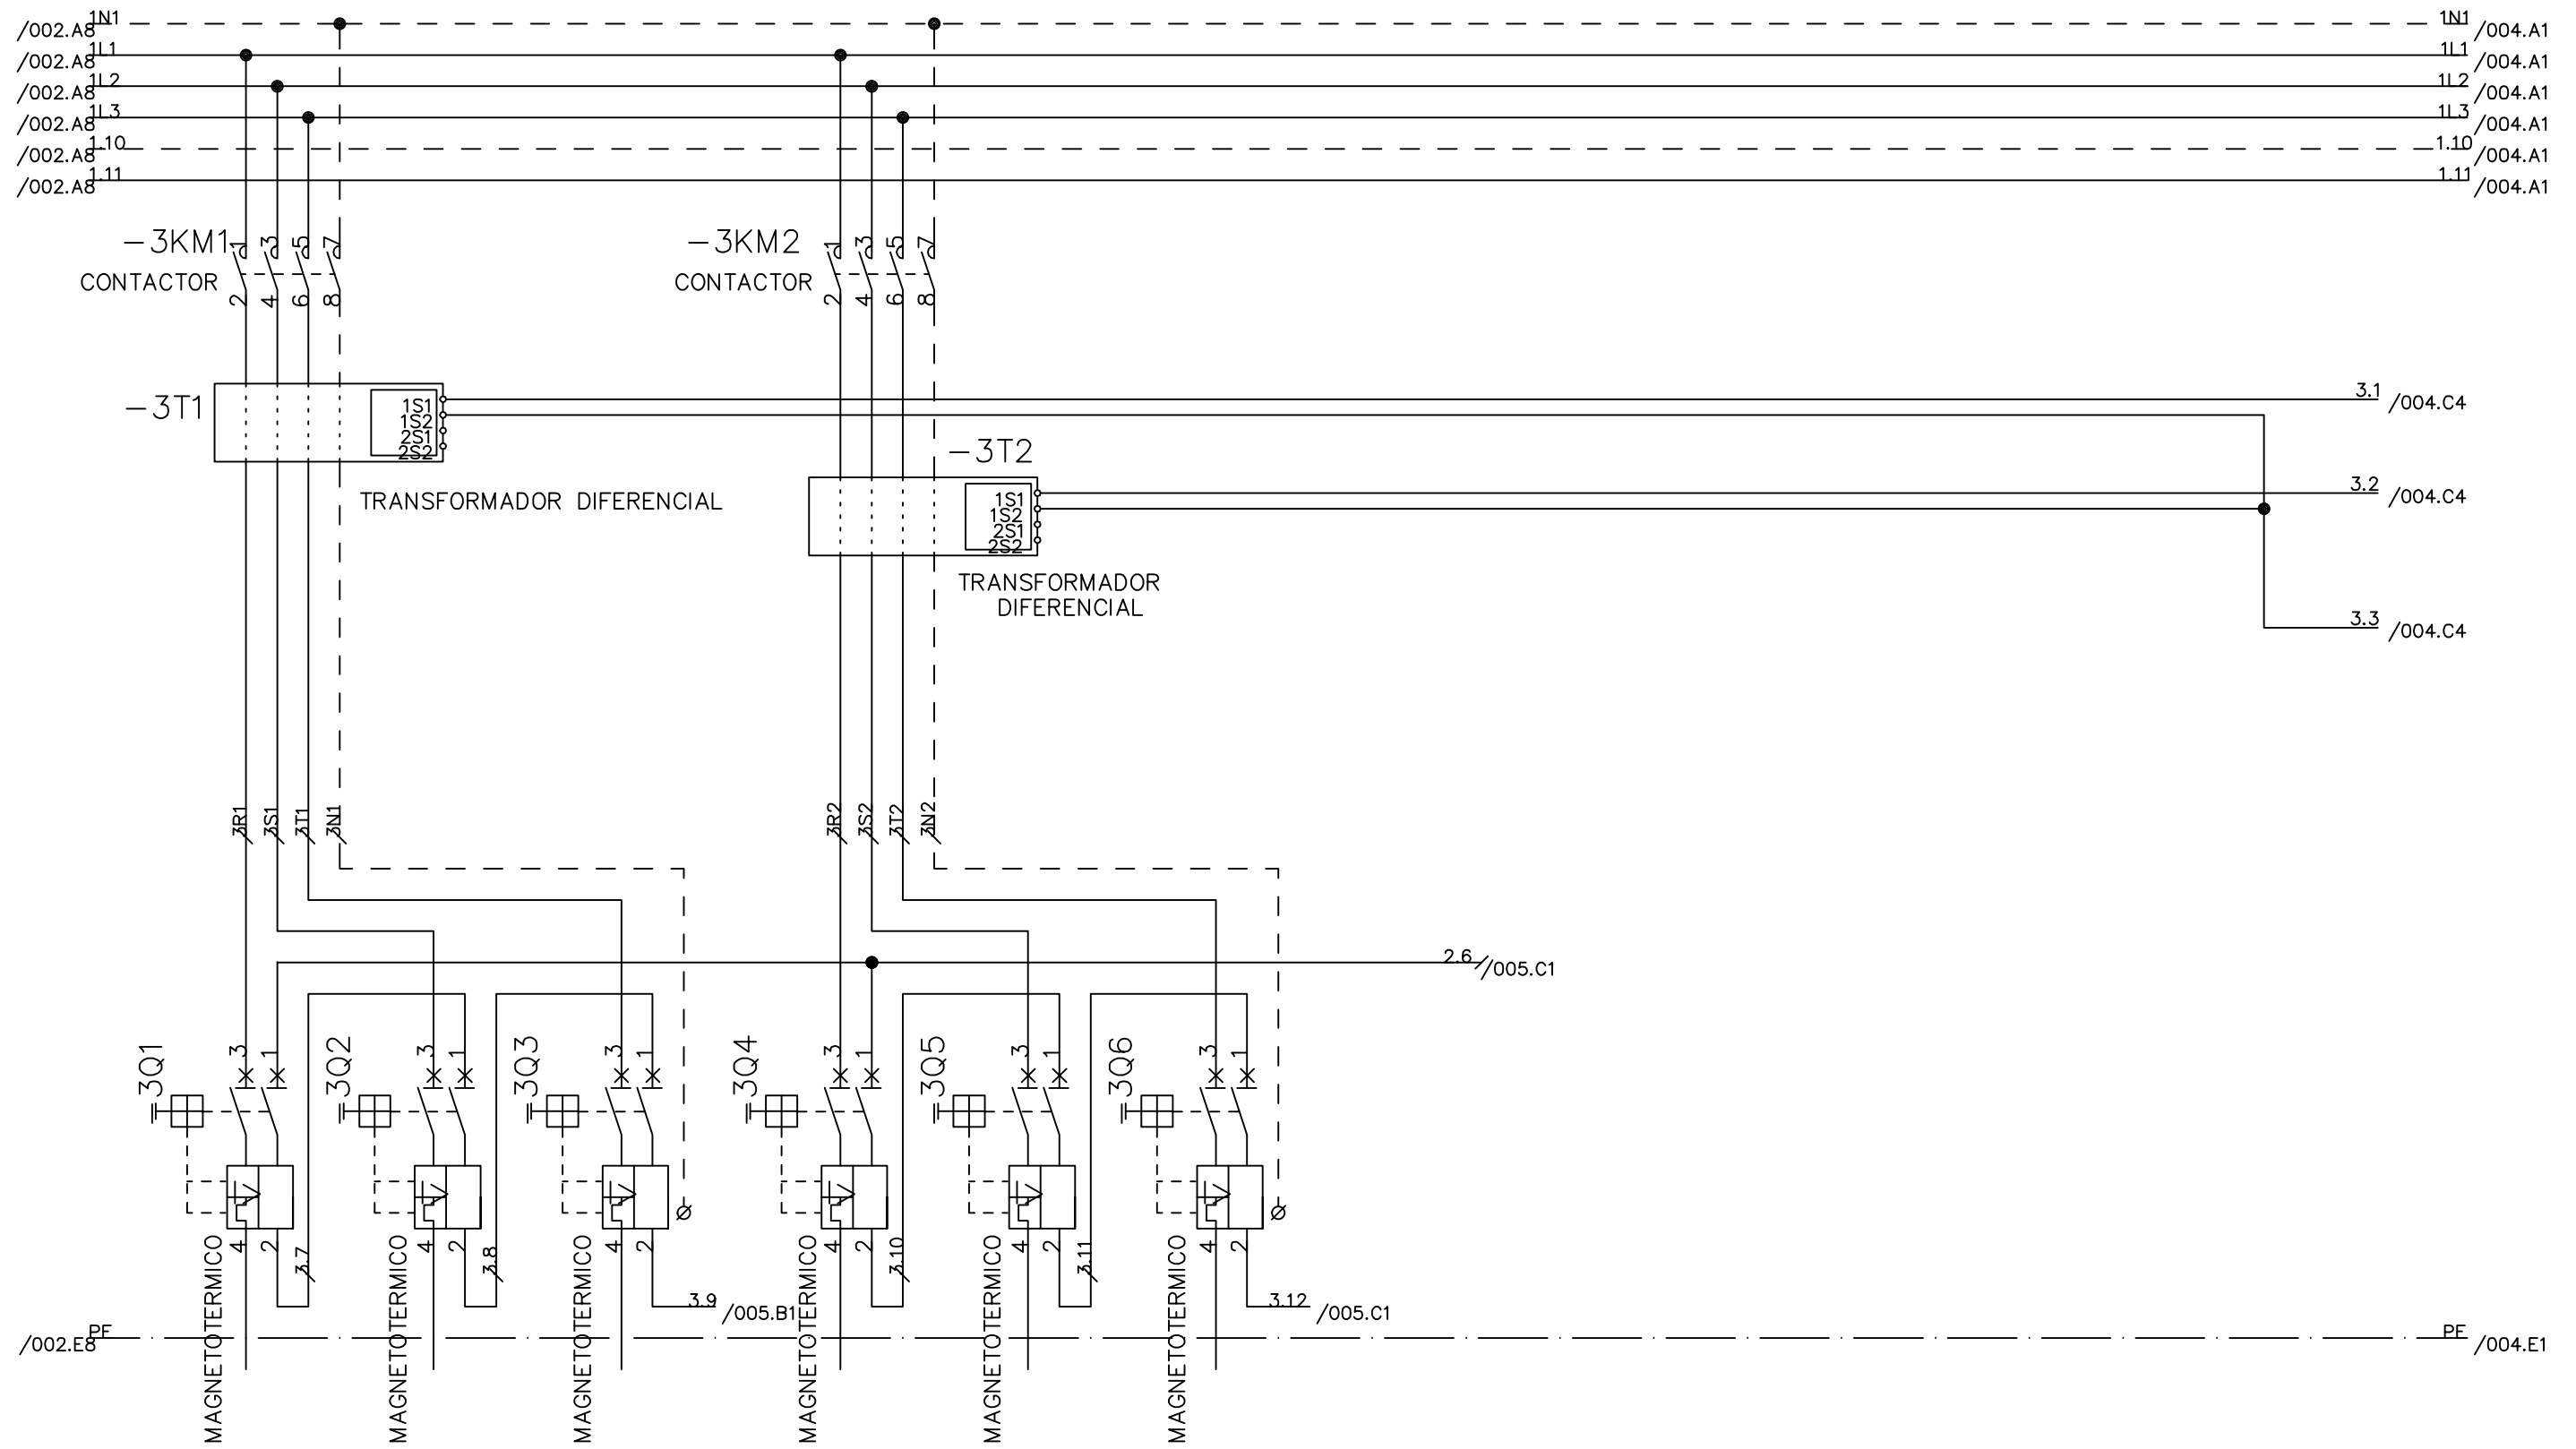 1N1
/002.A8
1L1
/002.A8
1L2
/002.A8
1L3
/002.A8
1.10
/002.A8
1.11
/002.A8
1N1
/004.A1
1L1
/004.A1
1L2
/004.A1
1L3
/004.A1
1.10
/004.A1
1.11
/004.A1
-3KM1
CONTACTOR
1 3 5 7
2 4 6 8
-3KM2
CONTACTOR
1 3 5 7
2 4 6 8
-3T1
1S1
1S2
2S1
2S2
TRANSFORMADOR DIFERENCIAL
3.1
/004.C4
-3T2
1S1
1S2
2S1
2S2
TRANSFORMADOR
DIFERENCIAL
3.2
/004.C4
3.3
/004.C4
3R1 3S1 3T1 3N1
3R2 3S2 3T2 3N2
2.6
/005.C1
3Q1
3 1
3Q2
3 1
3Q3
3 1
3Q4
3 1
3Q5
3 1
3Q6
3 1
4 2
3.7
4 2
3.8
4 2
4 2
3.10
4 2
3.11
4 2
MAGNETOTERMICO
MAGNETOTERMICO
MAGNETOTERMICO
MAGNETOTERMICO
MAGNETOTERMICO
MAGNETOTERMICO
3.9
/005.B1
3.12
/005.C1
PF
/002.E8
PF
/004.E1